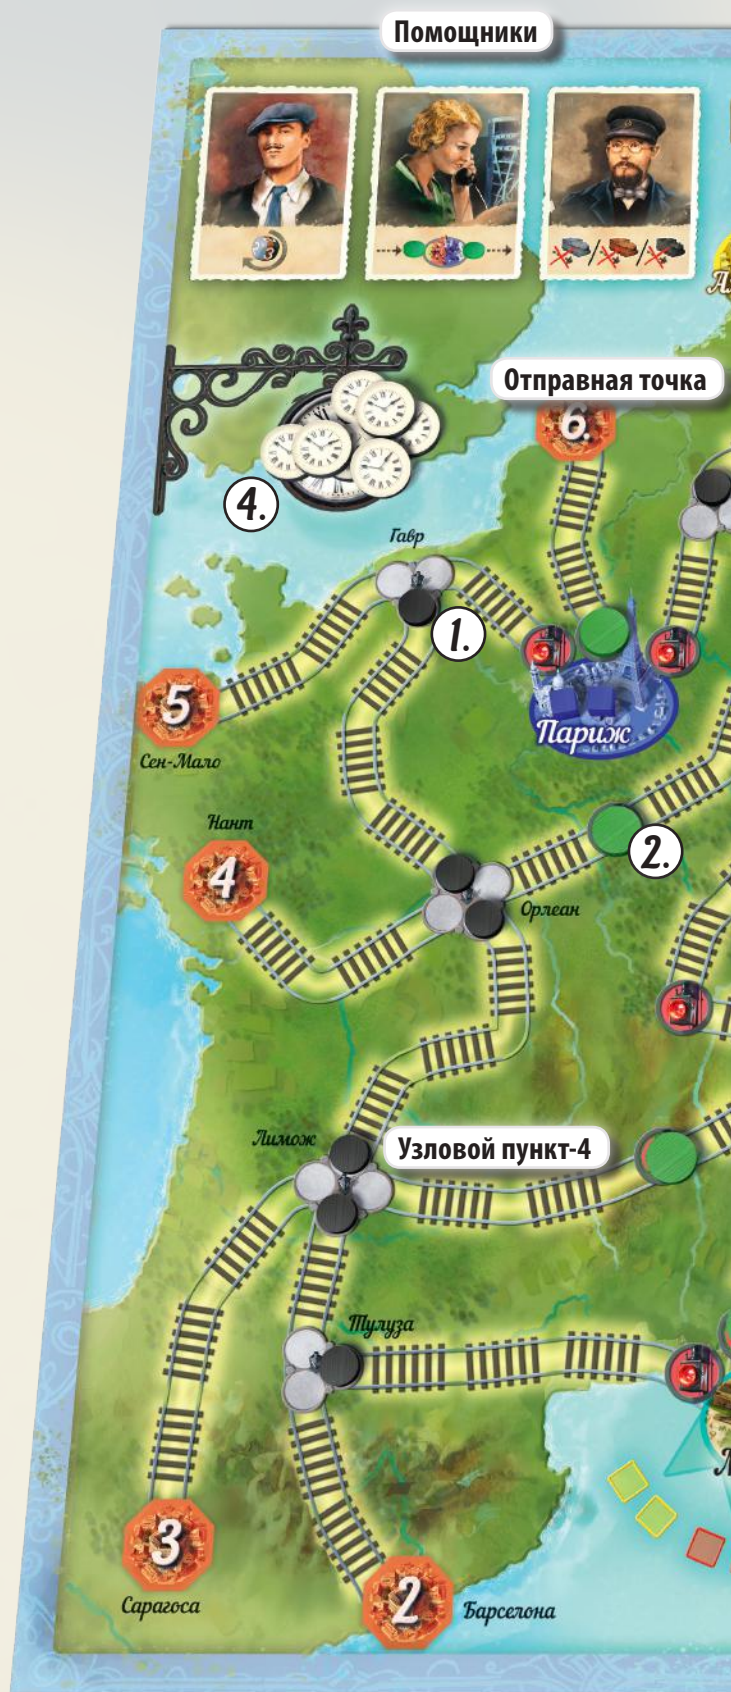 Помощники
Отправная точка
6.
4.
Гавр
1.
5
Сен-Мало
Париж
Нант
4
2.
Орлеан
Лимож
Узловой пункт-4
Тулуза
3
Сарагоса
2
Барселона